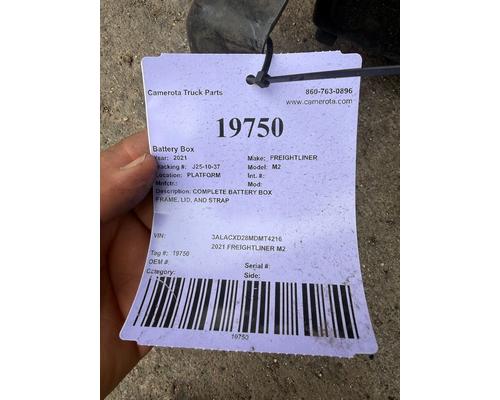 Camerota Truck Parts 860-763-0896
www.camerota.com
19750
Battery Box
Year: 2021 Make: FREIGHTLINER
Tracking #: J25-10-37 Model: M2
Location: PLATFORM Int. #:
Mnfctr.: Mod:
Description: COMPLETE BATTERY BOX
FRAME, LID, AND STRAP
VIN: 3ALACXD28MDMT4216
2021 FREIGHTLINER M2
Tag #: 19750
OEM #: Serial #:
Category: Side:
19750